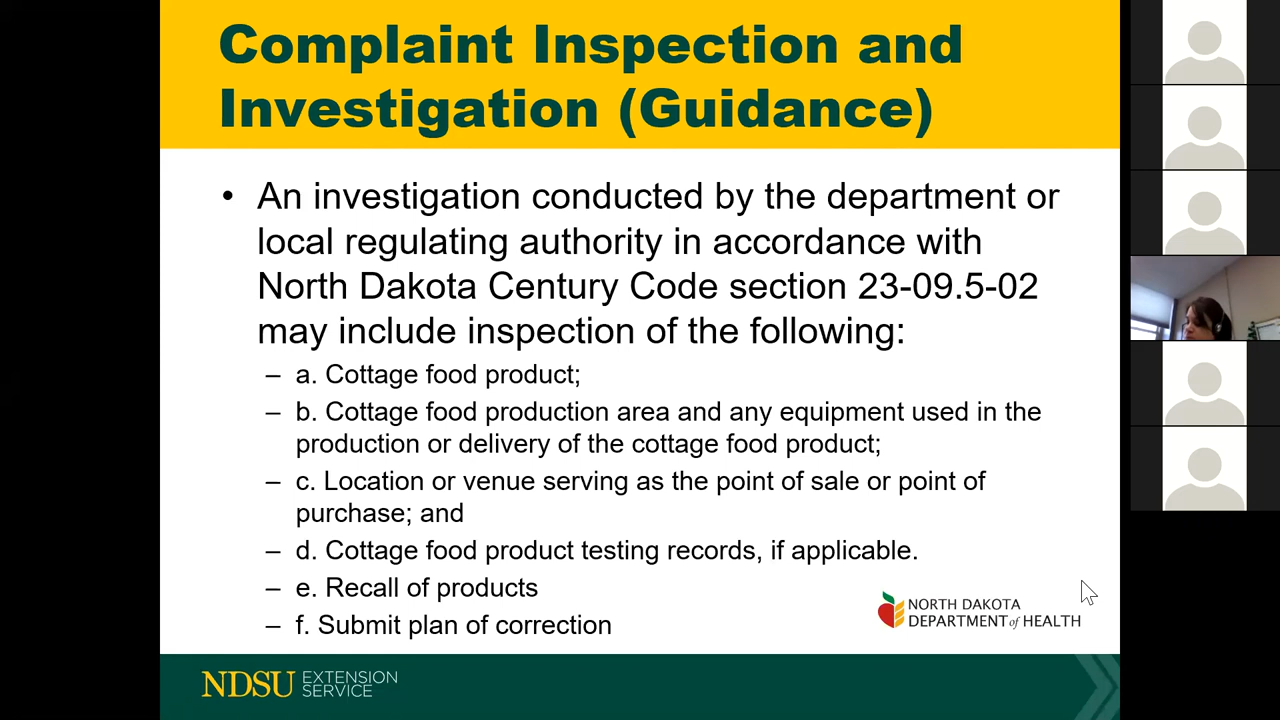 Complaint Inspection and
Investigation (Guidance)
• An investigation conducted by the department or
local regulating authority in accordance with
North Dakota Century Code section 23-09.5-02
may include inspection of the following:
– a. Cottage food product;
– b. Cottage food production area and any equipment used in the
production or delivery of the cottage food product;
– c. Location or venue serving as the point of sale or point of
purchase; and
– d. Cottage food product testing records, if applicable.
– e. Recall of products
– f. Submit plan of correction
NORTH DAKOTA
DEPARTMENT of HEALTH
NDSU EXTENSION
SERVICE